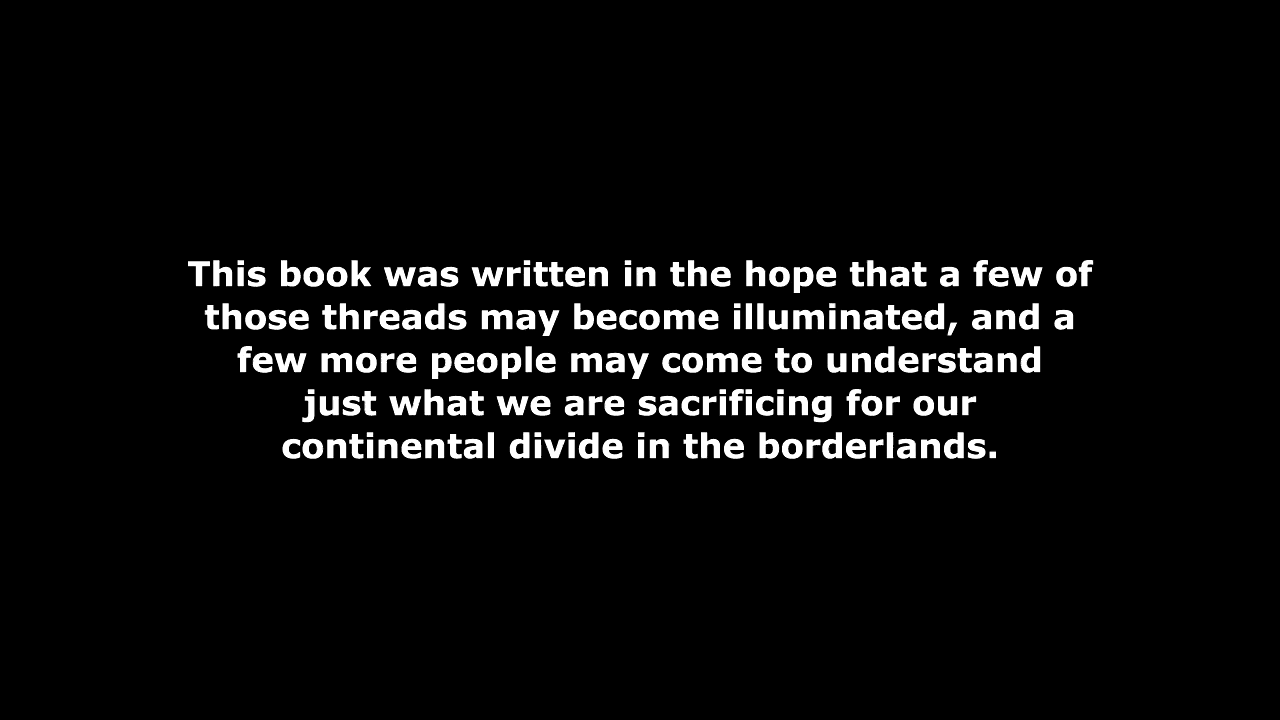 This book was written in the hope that a few of
those threads may become illuminated, and a
few more people may come to understand
just what we are sacrificing for our
continental divide in the borderlands.